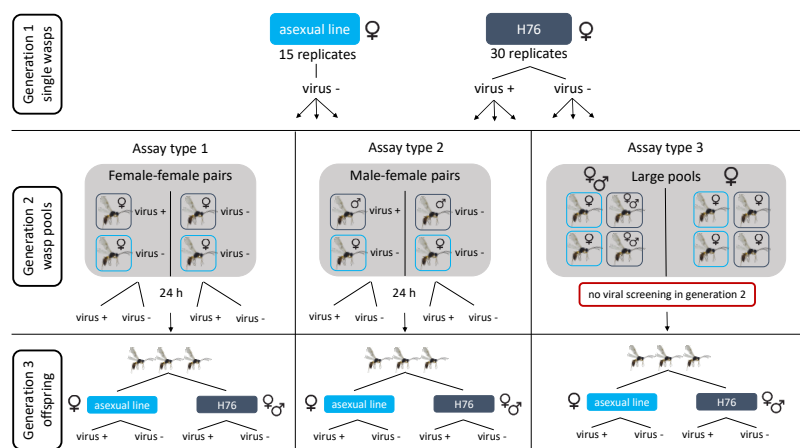 Generation 1
single wasps
asexual line ♀
H76 ♀
15 replicates
30 replicates
virus -
virus +
virus -
Generation 2
wasp pools
Assay type 1
Female-female pairs
♀ virus +
♀ virus -
♀ virus -
♀ virus -
24 h
virus +
virus -
virus +
virus -
Assay type 2
Male-female pairs
♂ virus +
♂ virus -
♀ virus -
♀ virus -
24 h
virus +
virus -
virus +
virus -
Assay type 3
♀♂ Large pools ♀
♀ ♀♂ ♀ ♀
♀ ♀♂ ♀ ♀
no viral screening in generation 2
Generation 3
offspring
♀ asexual line
H76 ♀♂
virus +
virus -
virus +
virus -
♀ asexual line
H76 ♀♂
virus +
virus -
virus +
virus -
♀ asexual line
H76 ♀♂
virus +
virus -
virus +
virus -